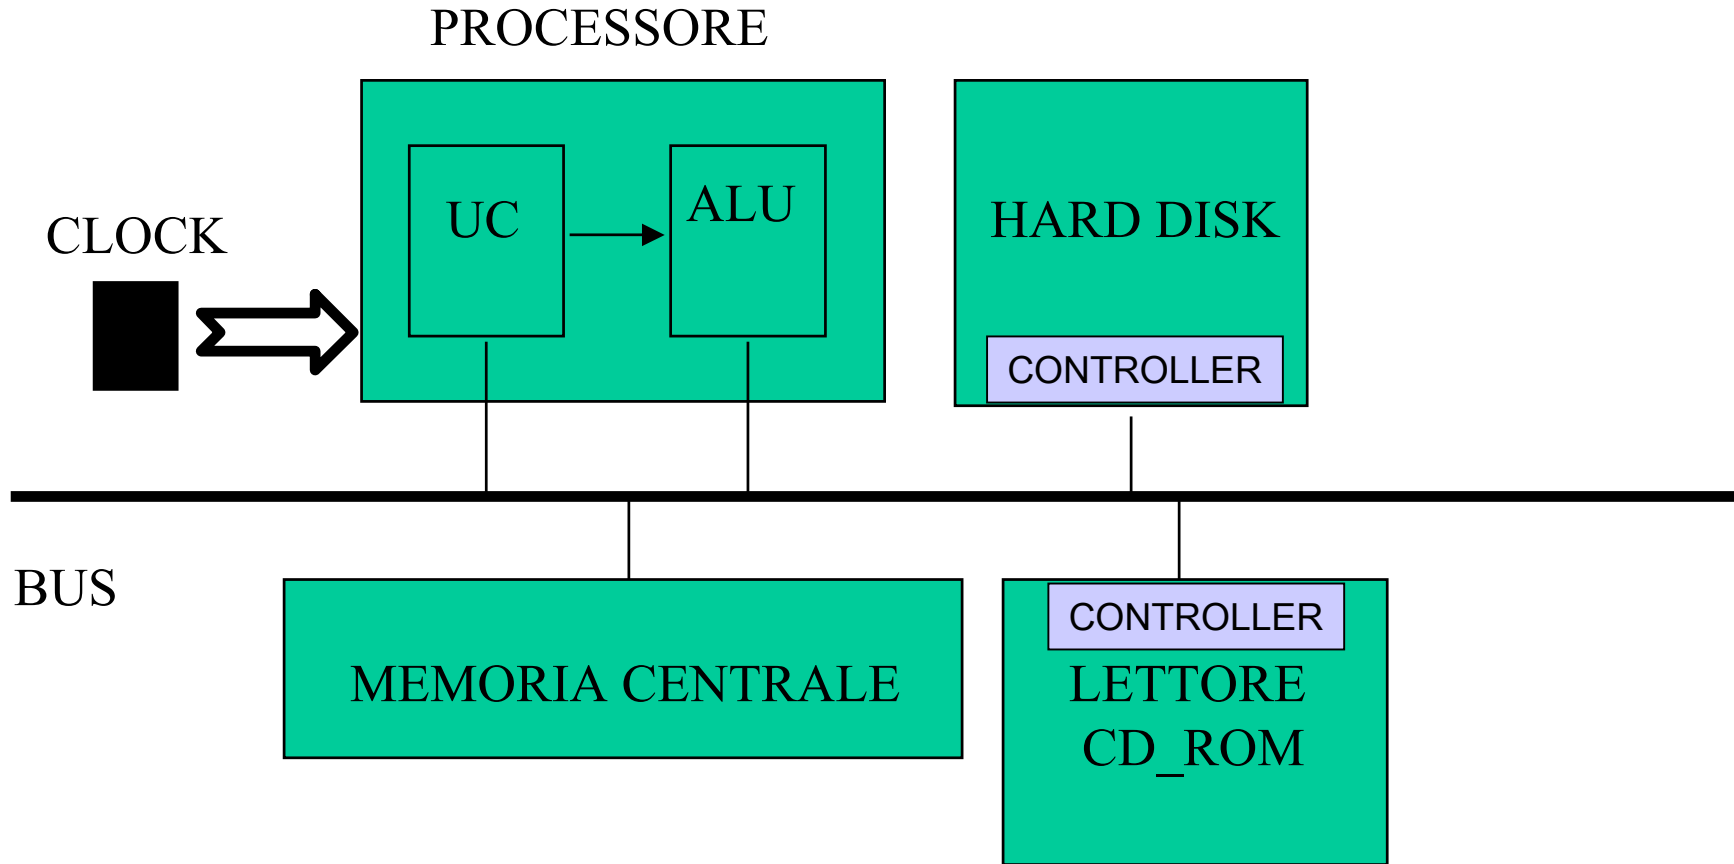 PROCESSORE
UC
ALU
HARD DISK
CLOCK
CONTROLLER
BUS
CONTROLLER
MEMORIA CENTRALE
LETTORE
CD_ROM